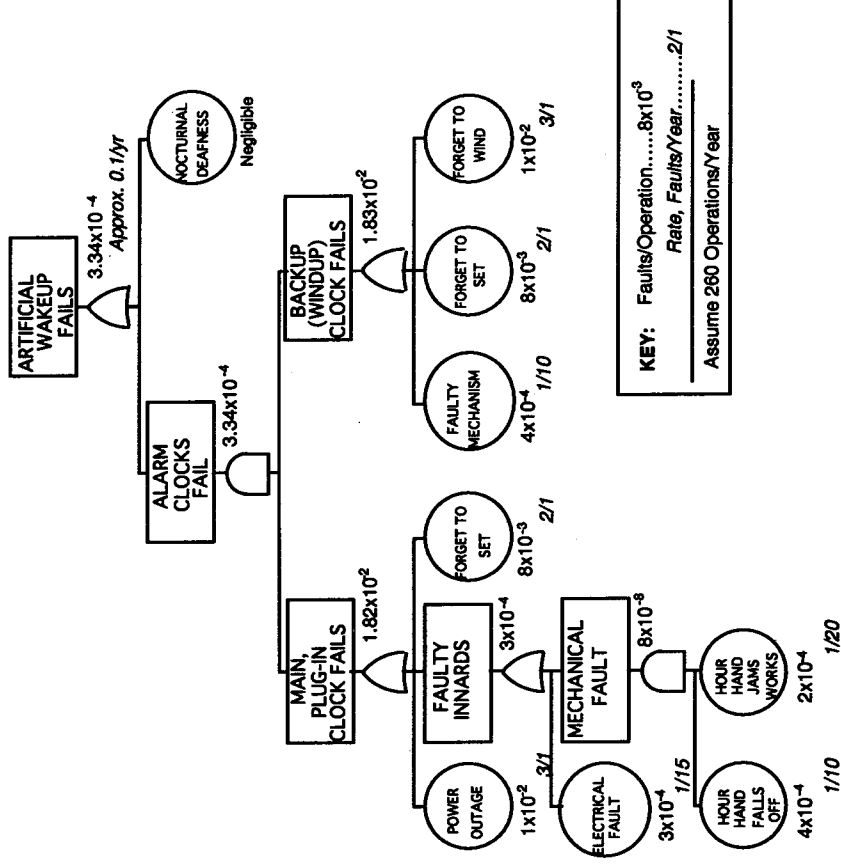 ARTIFICIAL
WAKEUP
FAILS
3.34x10⁻⁴
Approx. 0.1/yr
NOCTURNAL
DEAFNESS
Negligible
ALARM
CLOCKS
FAIL
3.34x10⁻⁴
MAIN,
PLUG-IN
CLOCK FAILS
1.82x10⁻²
BACKUP
(WINDUP)
CLOCK FAILS
1.83x10⁻²
POWER
OUTAGE
1x10⁻²
3/1
FAULTY
INNARDS
3x10⁻⁴
FORGET TO
SET
8x10⁻³
2/1
FAULTY
MECHANISM
4x10⁻⁴
1/10
FORGET TO
SET
8x10⁻³
2/1
FORGET TO
WIND
1x10⁻²
3/1
ELECTRICAL
FAULT
3x10⁻⁴
1/15
MECHANICAL
FAULT
8x10⁻⁸
HOUR
HAND
FALLS
OFF
4x10⁻⁴
1/10
HOUR
HAND
JAMS
WORKS
2x10⁻⁴
1/20
KEY: Faults/Operation......8x10⁻³
Rate, Faults/Year.........2/1
Assume 260 Operations/Year